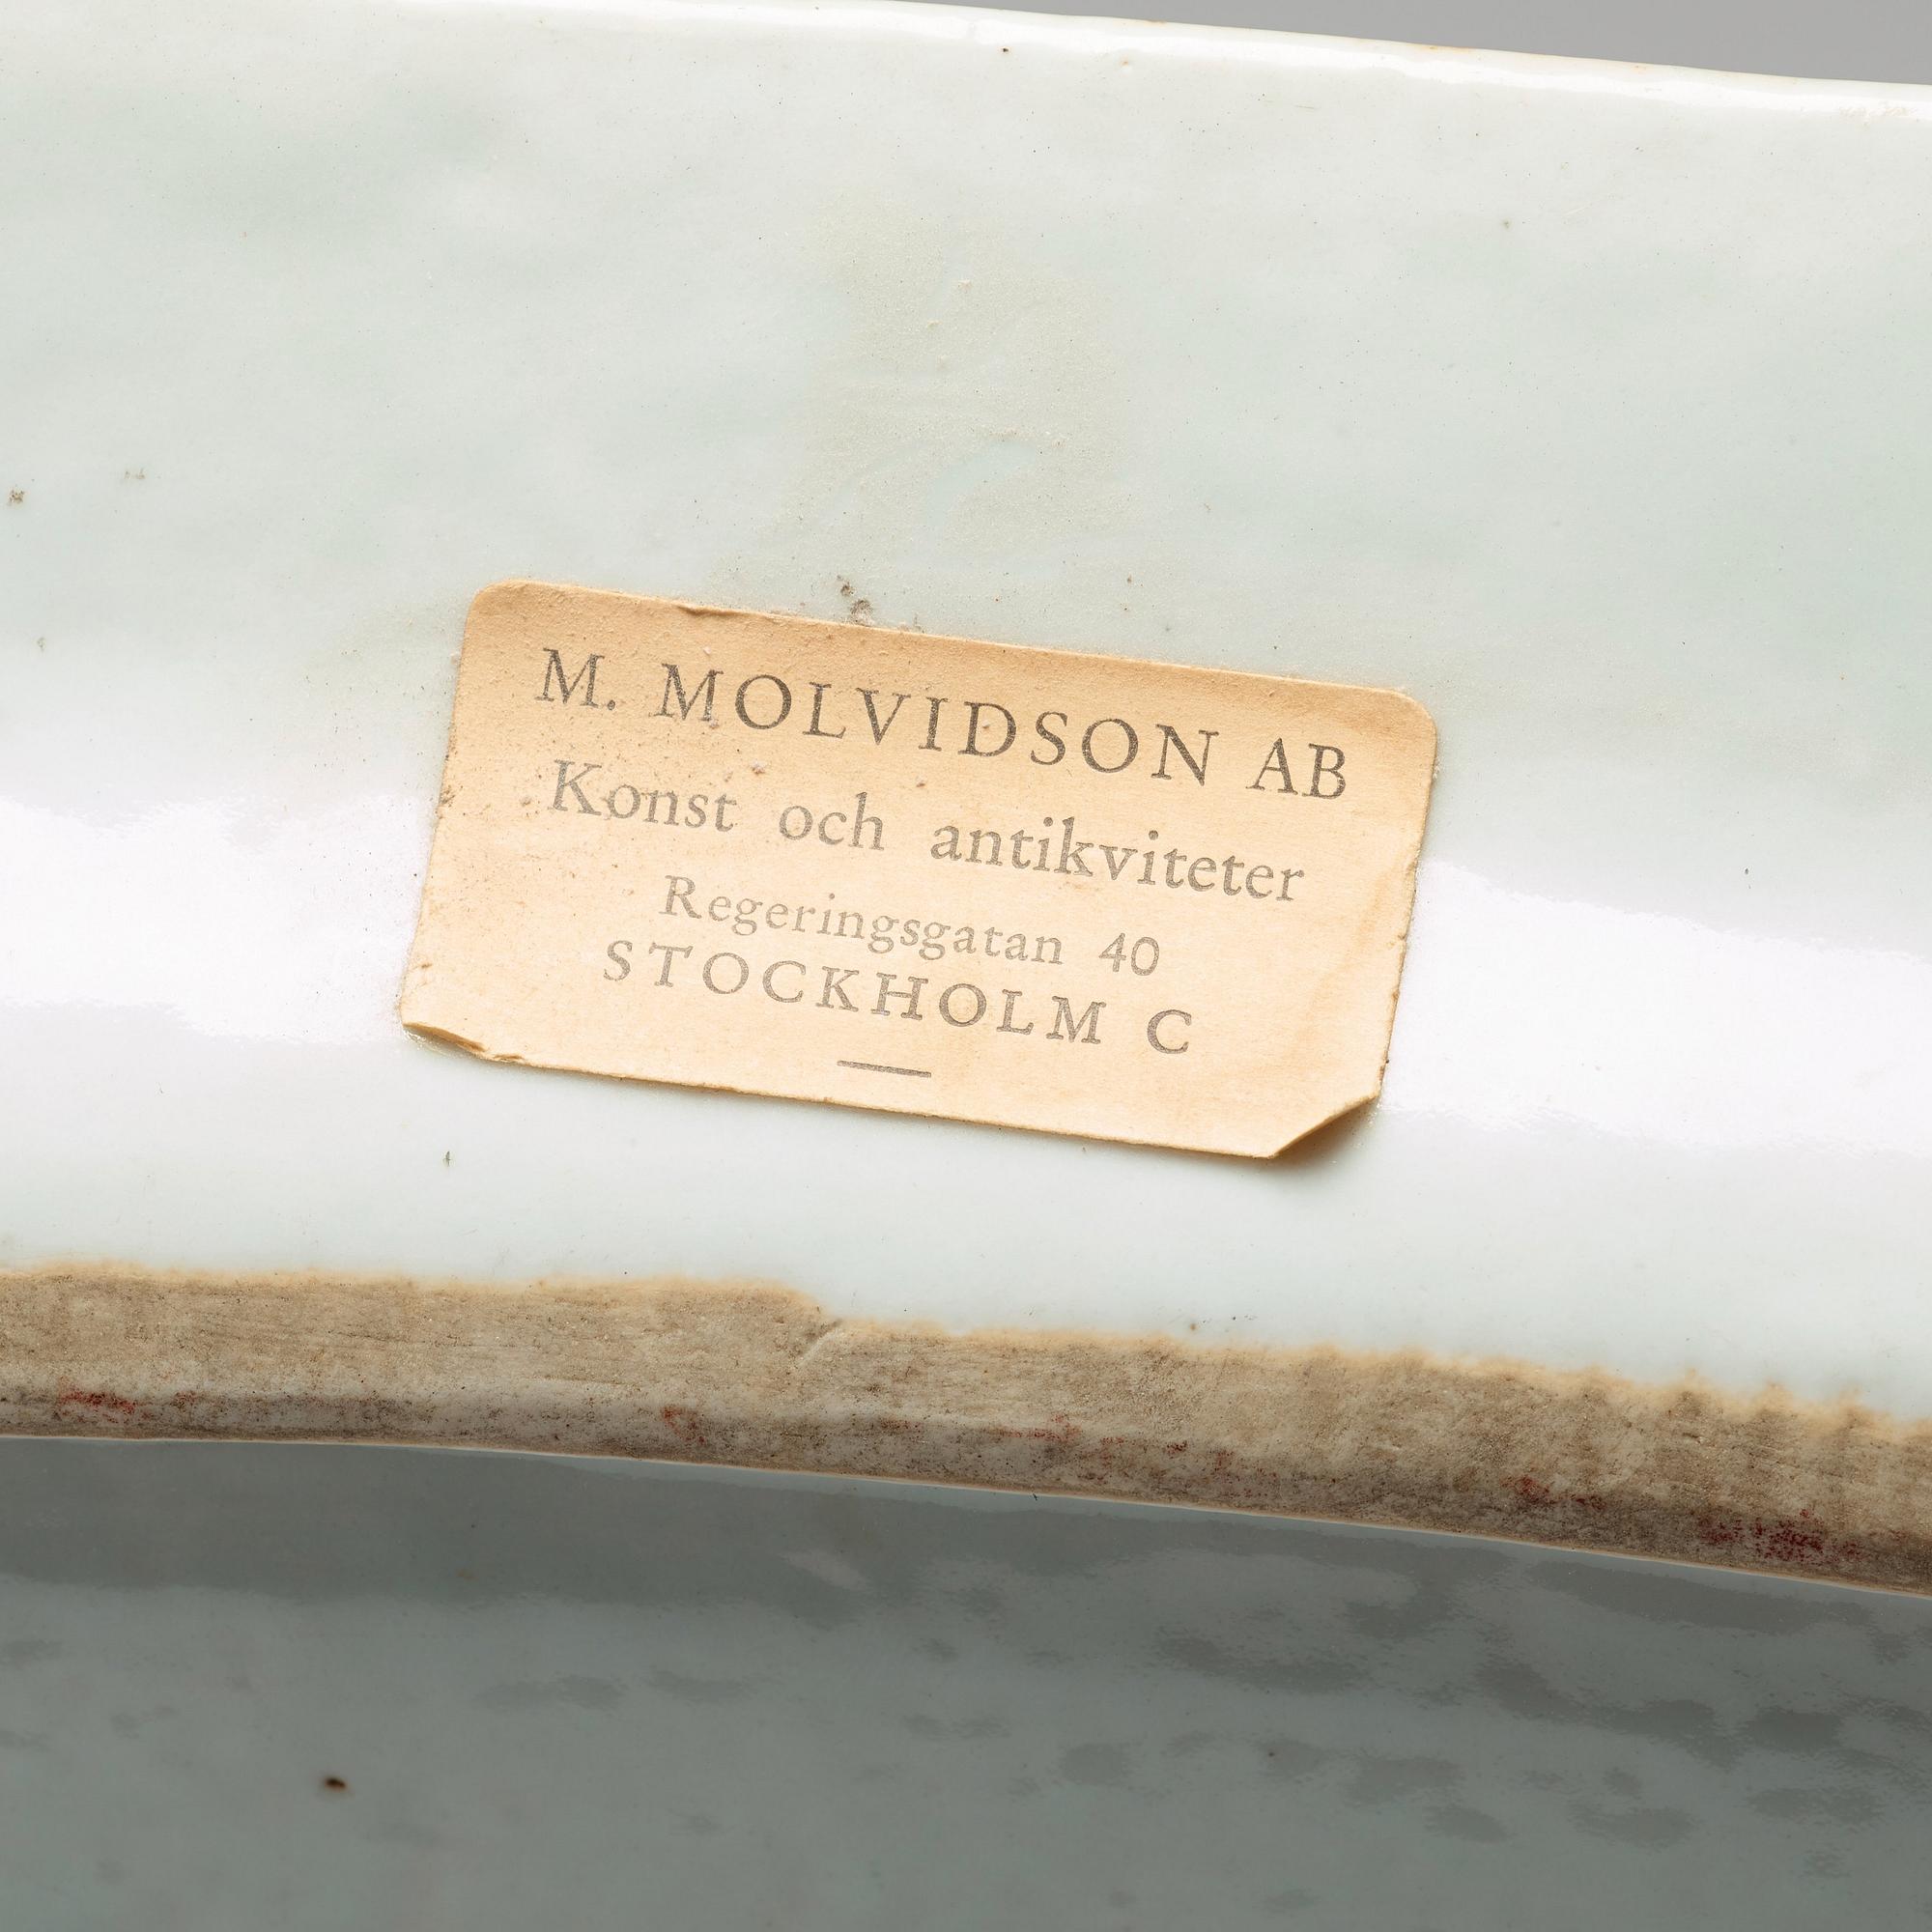 M. MOLVIDSON AB
Konst och antikviteter
Regeringsgatan 40
STOCKHOLM C